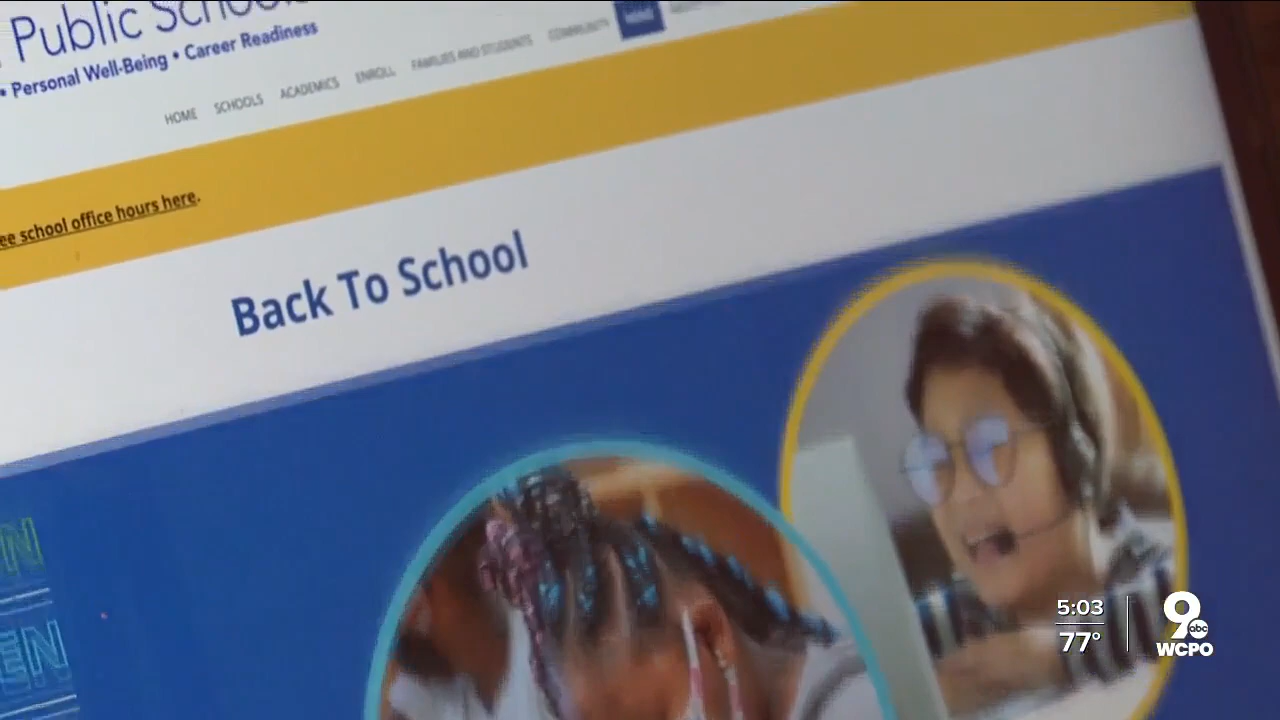 Public Schools
• Personal Well-Being • Career Readiness
HOME SCHOOLS ACADEMICS ENROLL FAMILIES AND STUDENTS COMMUNITY
ee school office hours here.
Back To School
N
EN
5:03
77°
9
abc
WCPO